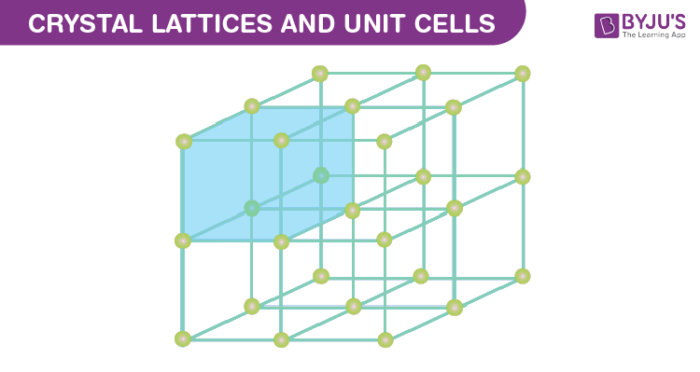 CRYSTAL LATTICES AND UNIT CELLS
BYJU'S
The Learning App